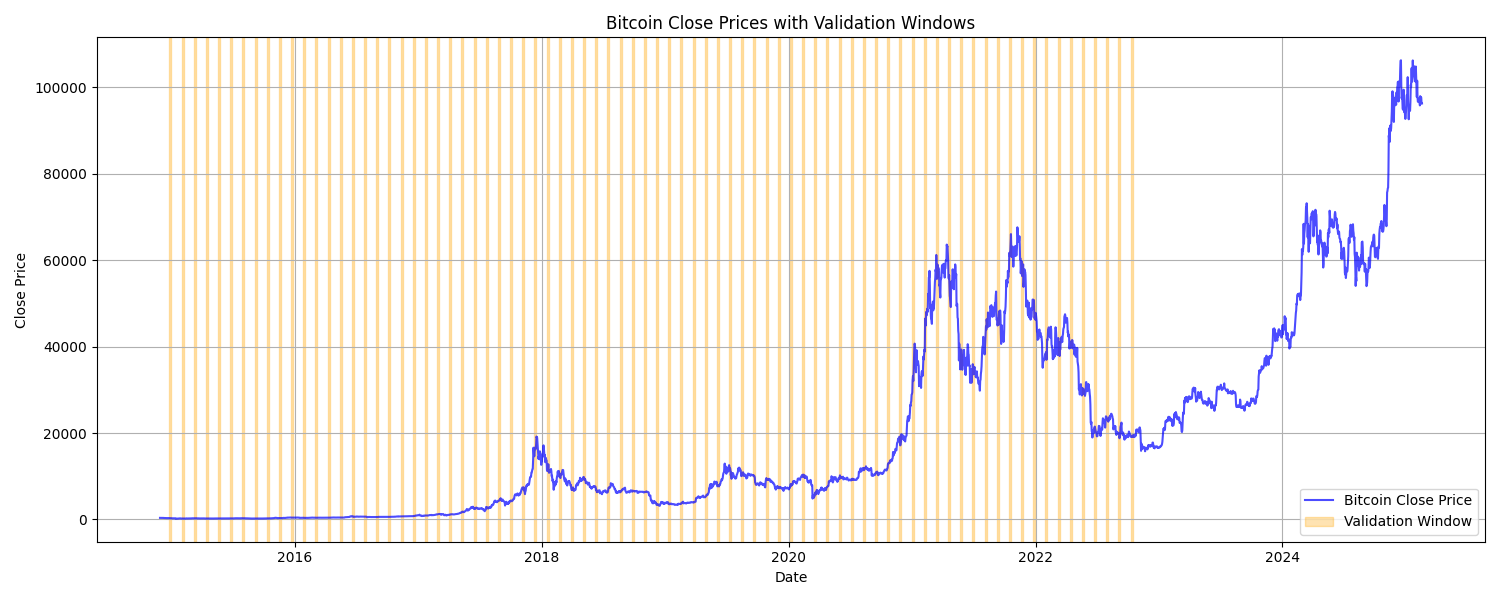 Bitcoin Close Prices with Validation Windows
Close Price
100000
80000
60000
40000
20000
0
2016
2018
2020
2022
2024
Date
Bitcoin Close Price
Validation Window